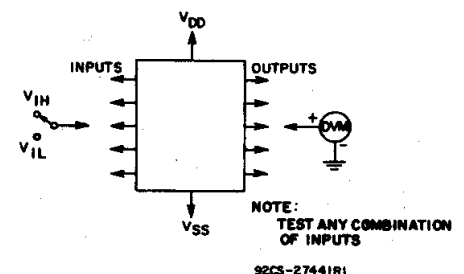 VDD
INPUTS
OUTPUTS
VIH
VIL
+
DVM
-
VSS
NOTE:
TEST ANY COMBINATION
OF INPUTS
92CS-27441R1